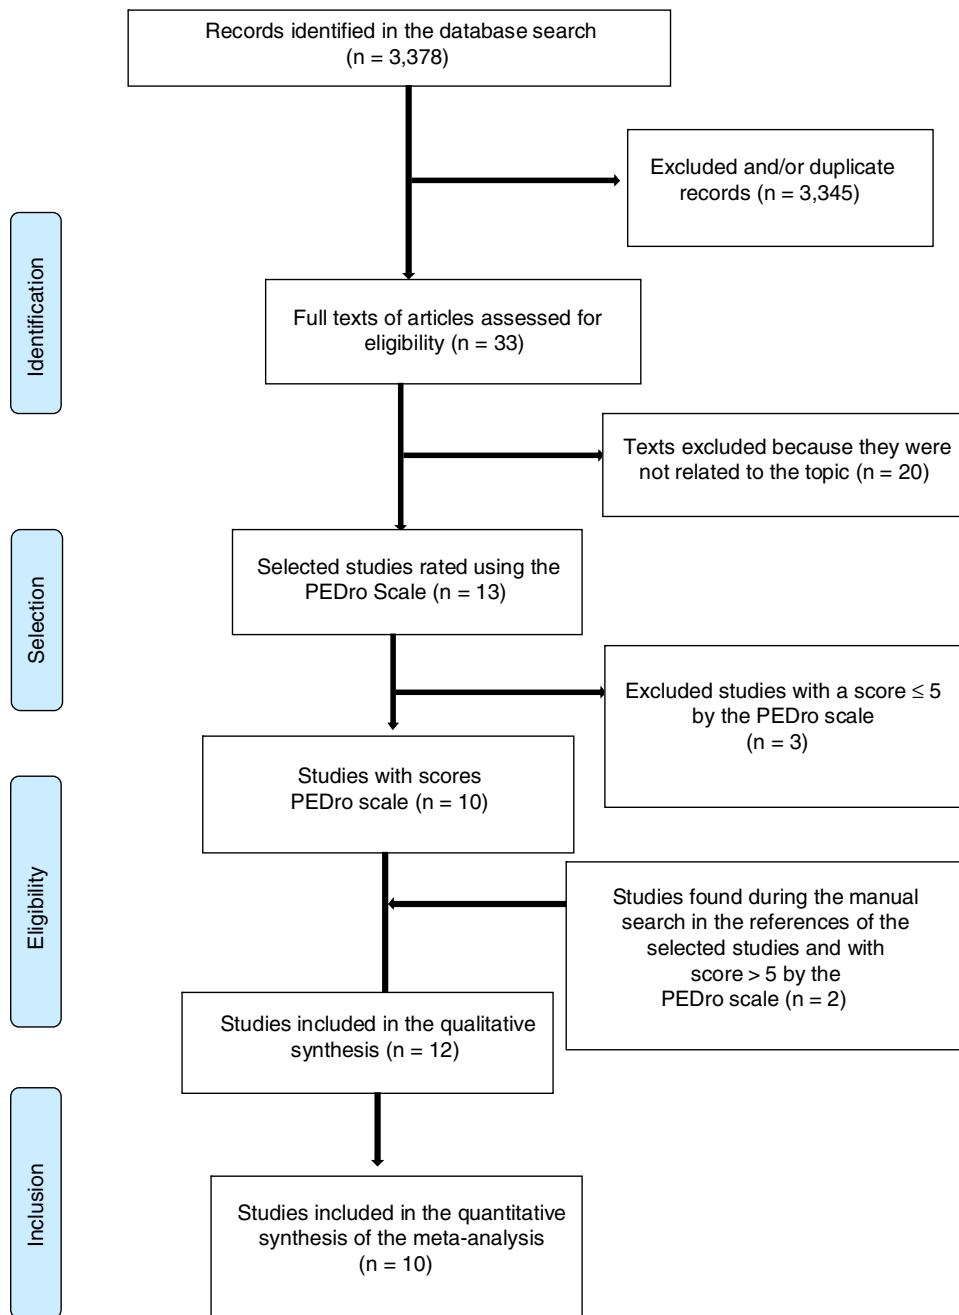 Records identified in the database search
(n = 3,378)
Excluded and/or duplicate
records (n = 3,345)
Identification
Full texts of articles assessed for
eligibility (n = 33)
Texts excluded because they were
not related to the topic (n = 20)
Selection
Selected studies rated using the
PEDro Scale (n = 13)
Excluded studies with a score ≤ 5
by the PEDro scale
(n = 3)
Studies with scores
PEDro scale (n = 10)
Eligibility
Studies found during the manual
search in the references of the
selected studies and with
score > 5 by the
PEDro scale (n = 2)
Studies included in the qualitative
synthesis (n = 12)
Inclusion
Studies included in the quantitative
synthesis of the meta-analysis
(n = 10)